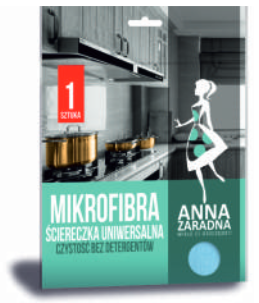 1
SZTUKA
MIKROFIBRA
ŚCIERECZKA UNIWERSALNA
CZYSTOŚĆ BEZ DETERGENTÓW
ANNA
ZARADNA